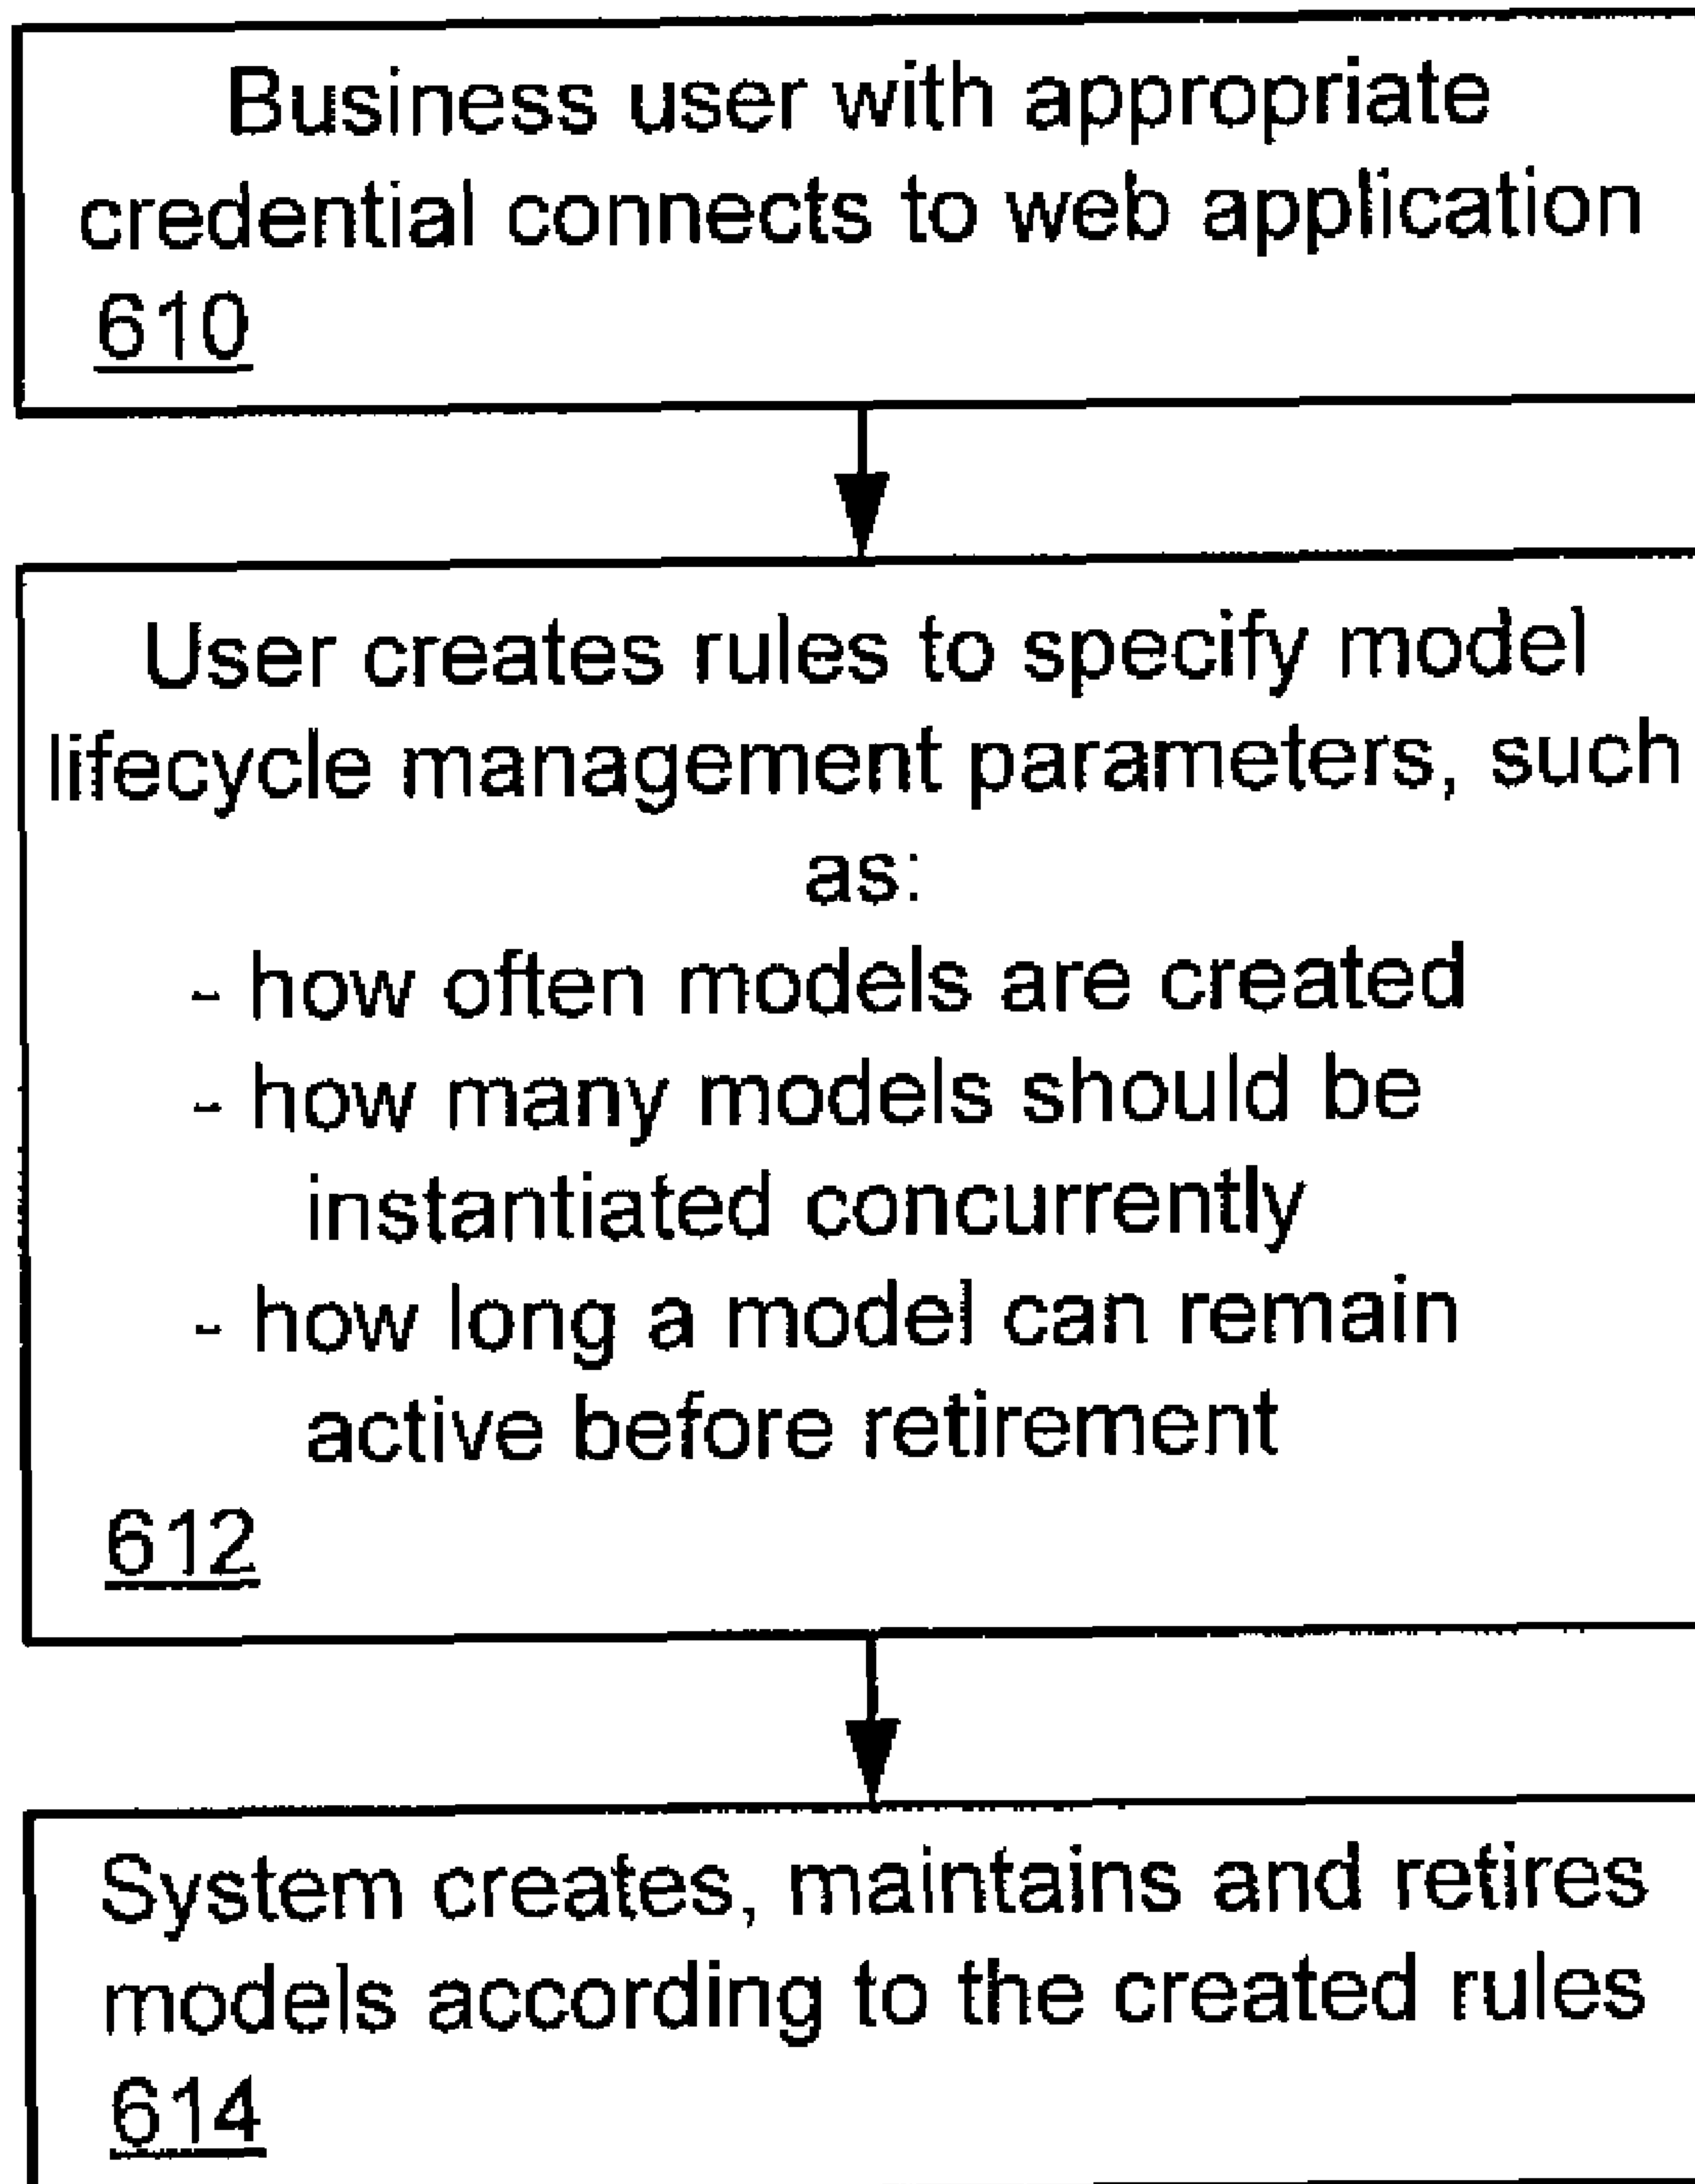 Business user with appropriate
credential connects to web application
610
User creates rules to specify model
lifecycle management parameters, such
as:
- how often models are created
- how many models should be
instantiated concurrently
- how long a model can remain
active before retirement
612
System creates, maintains and retires
models according to the created rules
614